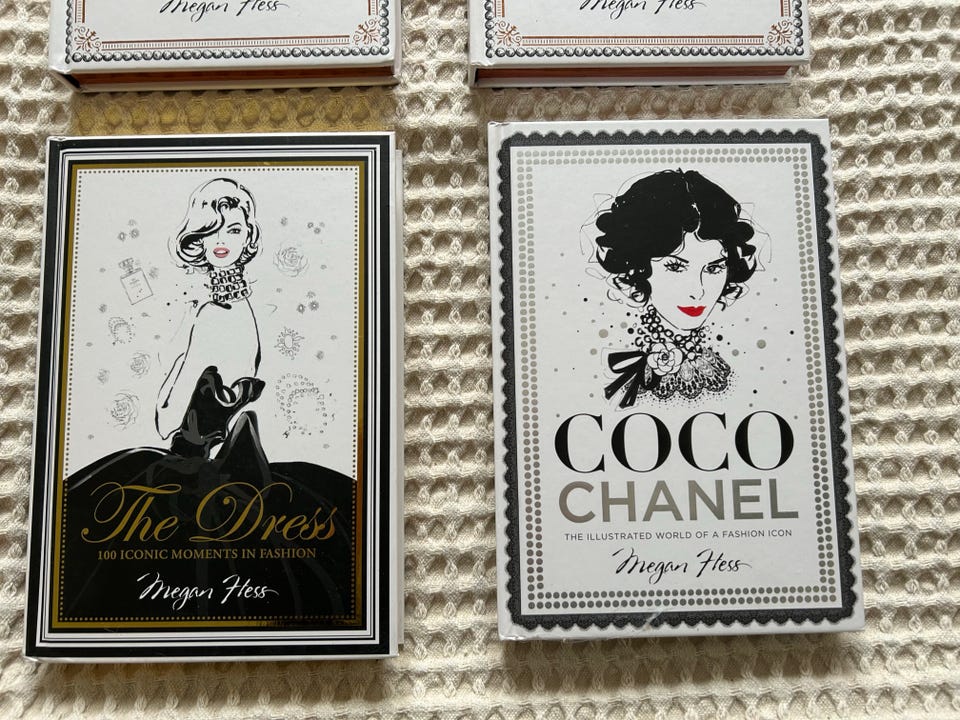 Megan Hess
Megan Hess
The Dress
100 ICONIC MOMENTS IN FASHION
Megan Hess
COCO
CHANEL
THE ILLUSTRATED WORLD OF A FASHION ICON
Megan Hess